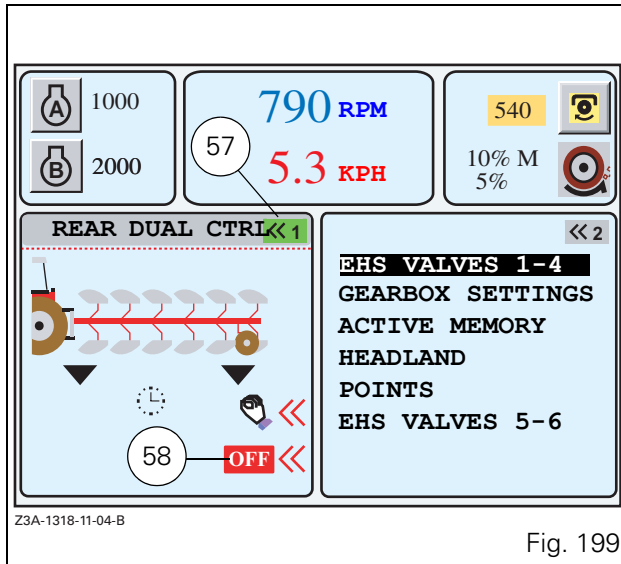 A 1000
B 2000
790 RPM
5.3 KPH
540
10% M
5%
57
REAR DUAL CTRL << 1
58
OFF
<< 2
EHS VALVES 1-4
GEARBOX SETTINGS
ACTIVE MEMORY
HEADLAND
POINTS
EHS VALVES 5-6
Z3A-1318-11-04-B
Fig. 199